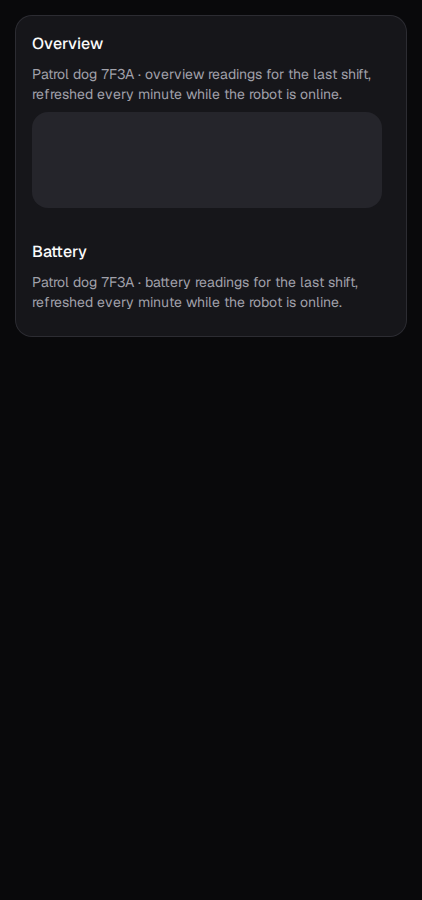 Overview
Patrol dog 7F3A · overview readings for the last shift,
refreshed every minute while the robot is online.
Battery
Patrol dog 7F3A · battery readings for the last shift,
refreshed every minute while the robot is online.